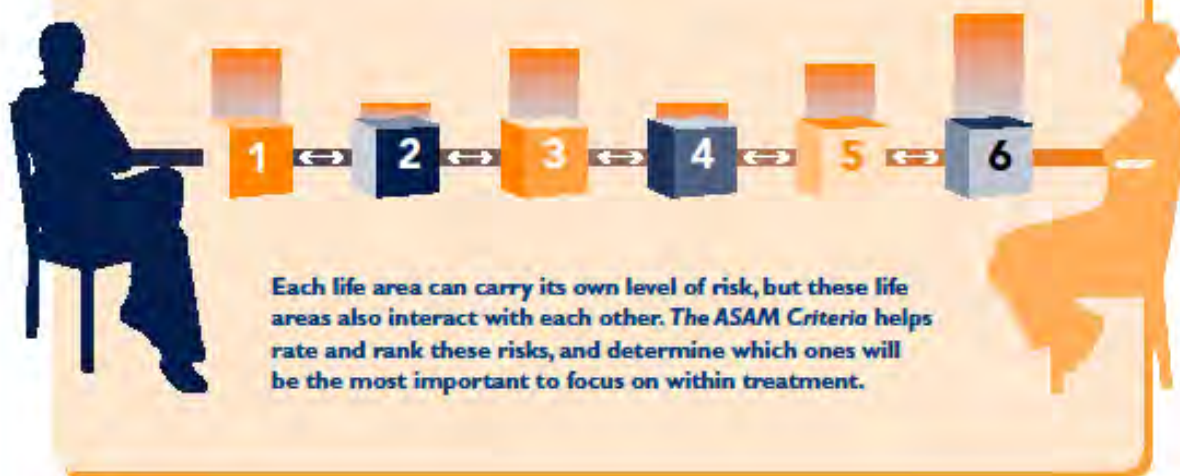 1 2 3 4 5 6
Each life area can carry its own level of risk, but these life
areas also interact with each other. The ASAM Criteria helps
rate and rank these risks, and determine which ones will
be the most important to focus on within treatment.